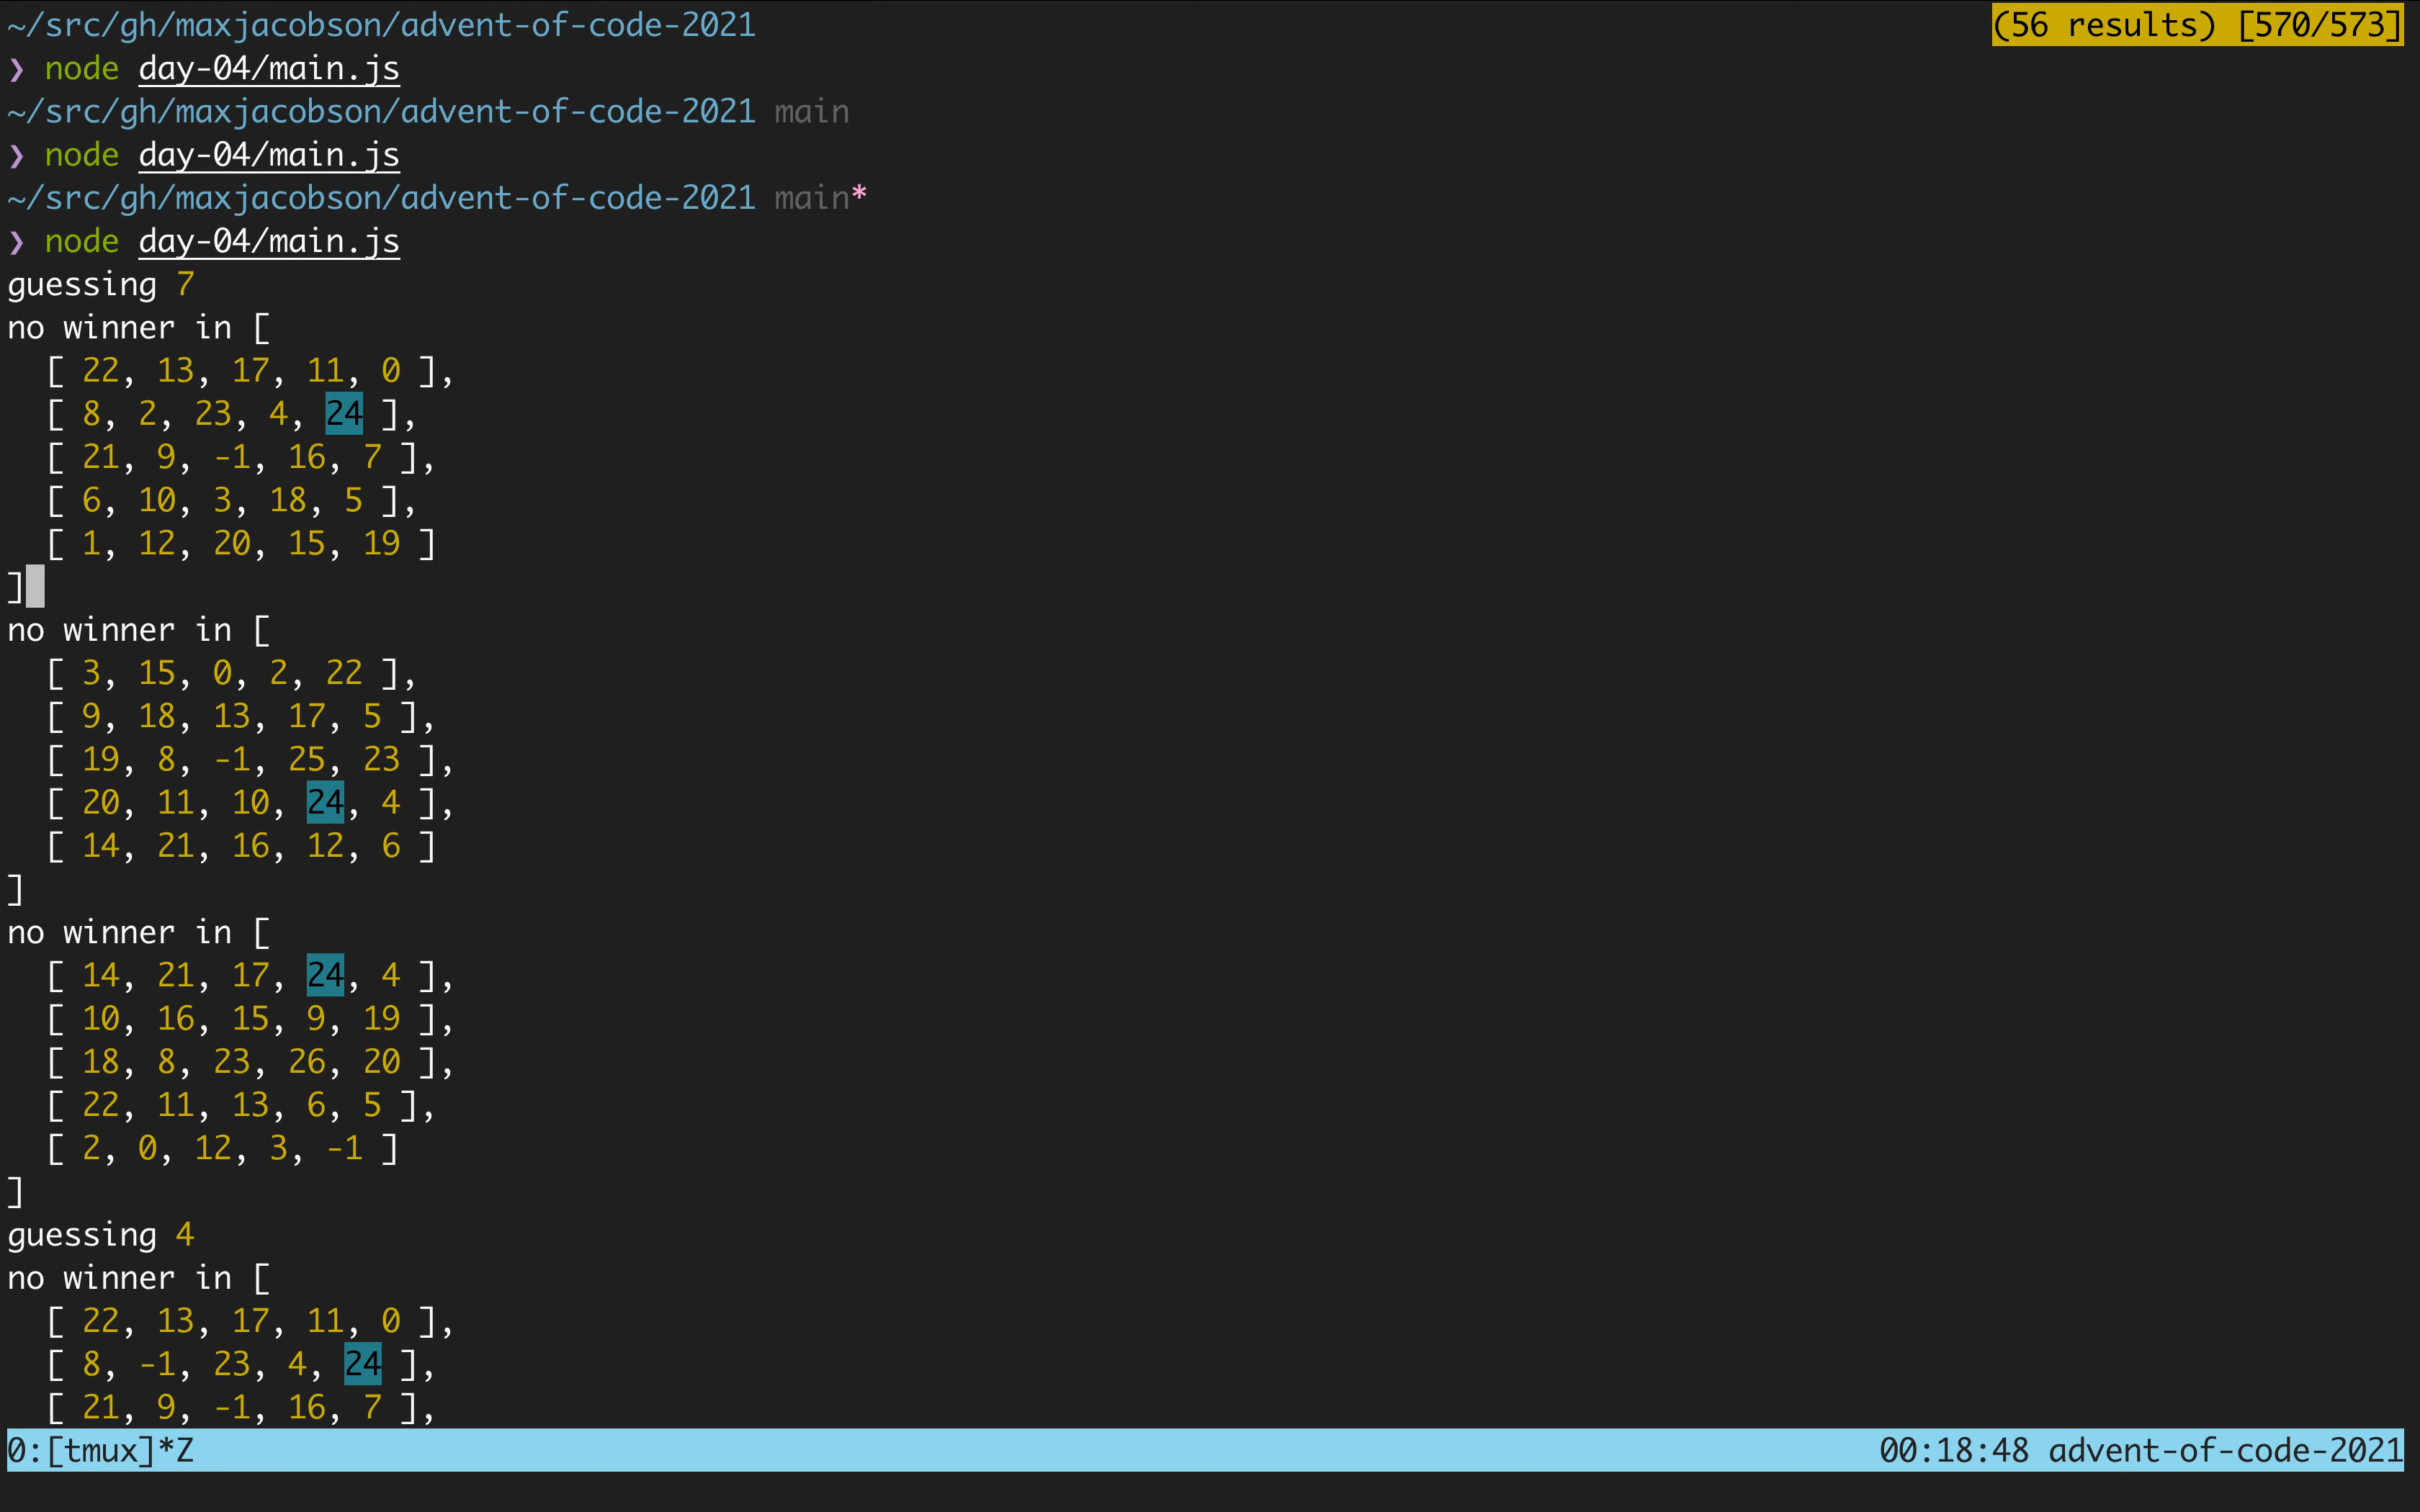 ~/src/gh/maxjacobson/advent-of-code-2021 (56 results) [570/573]
❯ node day-04/main.js
~/src/gh/maxjacobson/advent-of-code-2021 main
❯ node day-04/main.js
~/src/gh/maxjacobson/advent-of-code-2021 main*
❯ node day-04/main.js
guessing 7
no winner in [
  [ 22, 13, 17, 11, 0 ],
  [ 8, 2, 23, 4, 24 ],
  [ 21, 9, -1, 16, 7 ],
  [ 6, 10, 3, 18, 5 ],
  [ 1, 12, 20, 15, 19 ]
]
no winner in [
  [ 3, 15, 0, 2, 22 ],
  [ 9, 18, 13, 17, 5 ],
  [ 19, 8, -1, 25, 23 ],
  [ 20, 11, 10, 24, 4 ],
  [ 14, 21, 16, 12, 6 ]
]
no winner in [
  [ 14, 21, 17, 24, 4 ],
  [ 10, 16, 15, 9, 19 ],
  [ 18, 8, 23, 26, 20 ],
  [ 22, 11, 13, 6, 5 ],
  [ 2, 0, 12, 3, -1 ]
]
guessing 4
no winner in [
  [ 22, 13, 17, 11, 0 ],
  [ 8, -1, 23, 4, 24 ],
  [ 21, 9, -1, 16, 7 ],
0:[tmux]*Z 00:18:48 advent-of-code-2021